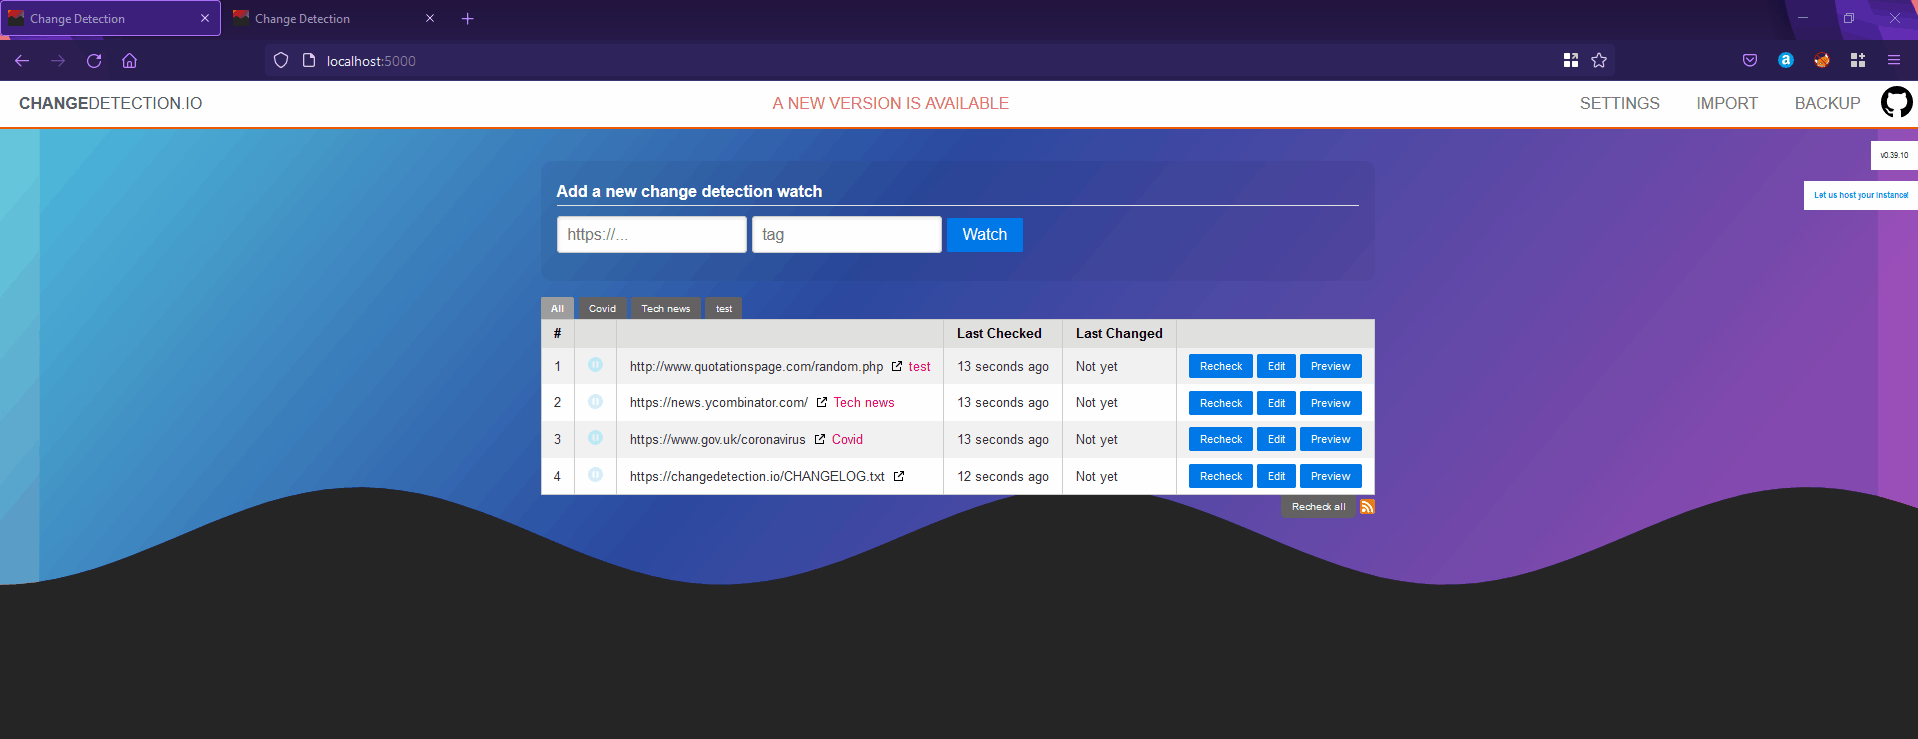 Change Detection
Change Detection
localhost:5000
CHANGEDETECTION.IO
A NEW VERSION IS AVAILABLE
SETTINGS IMPORT BACKUP
v0.39.10
Let us host your instance!
Add a new change detection watch
https://... tag Watch
All Covid Tech news test
# Last Checked Last Changed
1 http://www.quotationspage.com/random.php test 13 seconds ago Not yet Recheck Edit Preview
2 https://news.ycombinator.com/ Tech news 13 seconds ago Not yet Recheck Edit Preview
3 https://www.gov.uk/coronavirus Covid 13 seconds ago Not yet Recheck Edit Preview
4 https://changedetection.io/CHANGELOG.txt 12 seconds ago Not yet Recheck Edit Preview
Recheck all